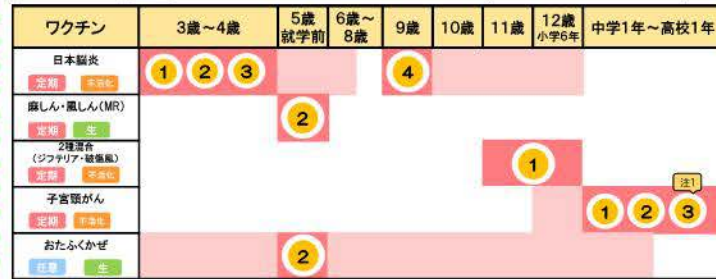 ワクチン 3歳～4歳 5歳 就学前 6歳～8歳 9歳 10歳 11歳 12歳 小学6年 中学1年～高校1年
日本脳炎
定期 不活化
1 2 3 4
麻しん・風しん(MR)
定期 生
2
2種混合
(ジフテリア・破傷風)
定期 不活化
1
子宮頸がん
定期 不活化
注1
1 2 3
おたふくかぜ
任意 生
2